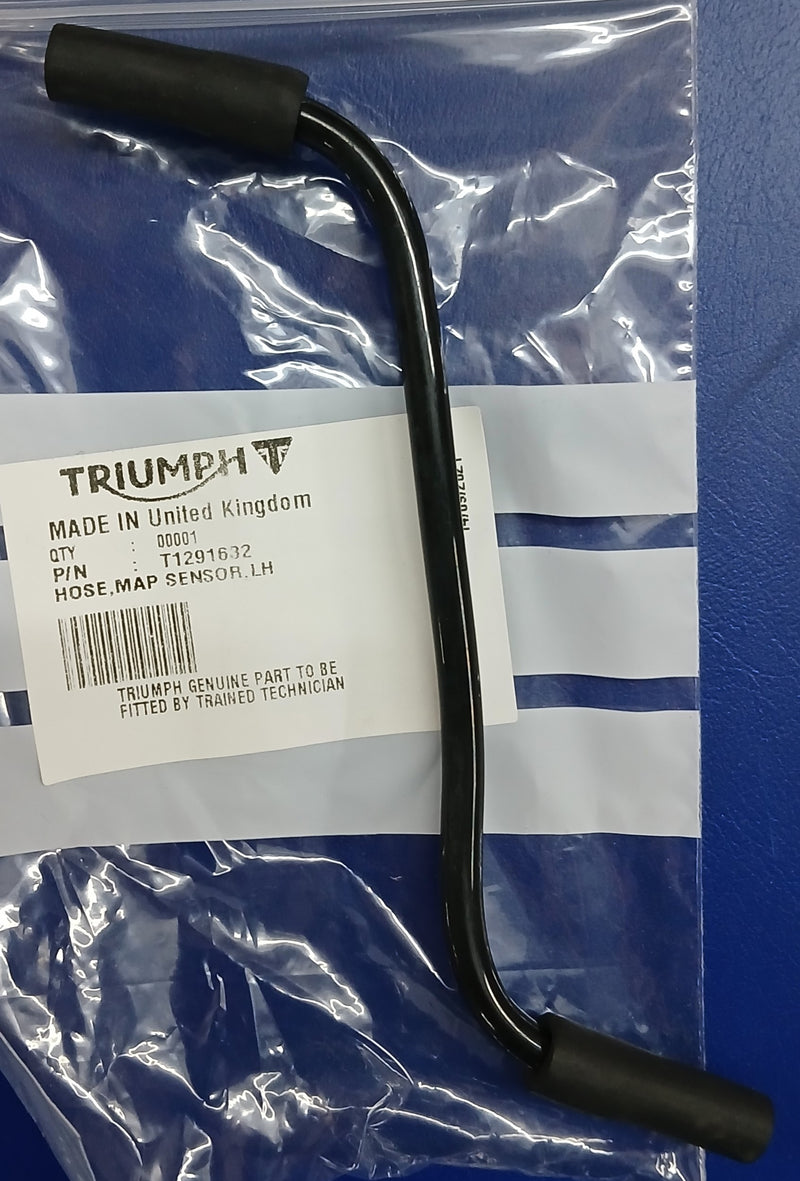 TRIUMPH
MADE IN United Kingdom
QTY : 00001
P/N : T1291632
HOSE,MAP SENSOR.LH
TRIUMPH GENUINE PART TO BE
FITTED BY TRAINED TECHNICIAN